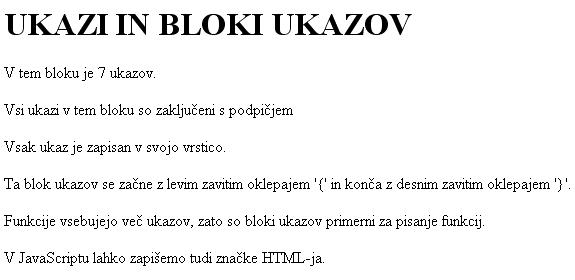 UKAZI IN BLOKI UKAZOV
V tem bloku je 7 ukazov.
Vsi ukazi v tem bloku so zaključeni s podpičjem
Vsak ukaz je zapisan v svojo vrstico.
Ta blok ukazov se začne z levim zavitim oklepajem '{' in konča z desnim zavitim oklepajem '}'.
Funkcije vsebujejo več ukazov, zato so bloki ukazov primerni za pisanje funkcij.
V JavaScriptu lahko zapišemo tudi značke HTML-ja.